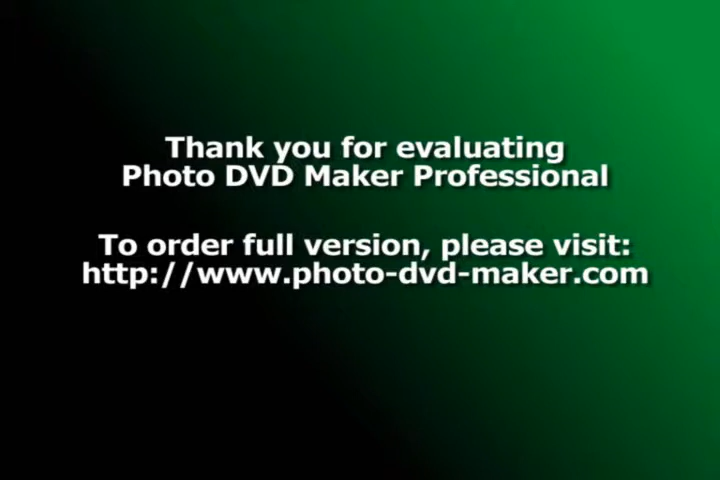 Thank you for evaluating
Photo DVD Maker Professional
To order full version, please visit:
http://www.photo-dvd-maker.com